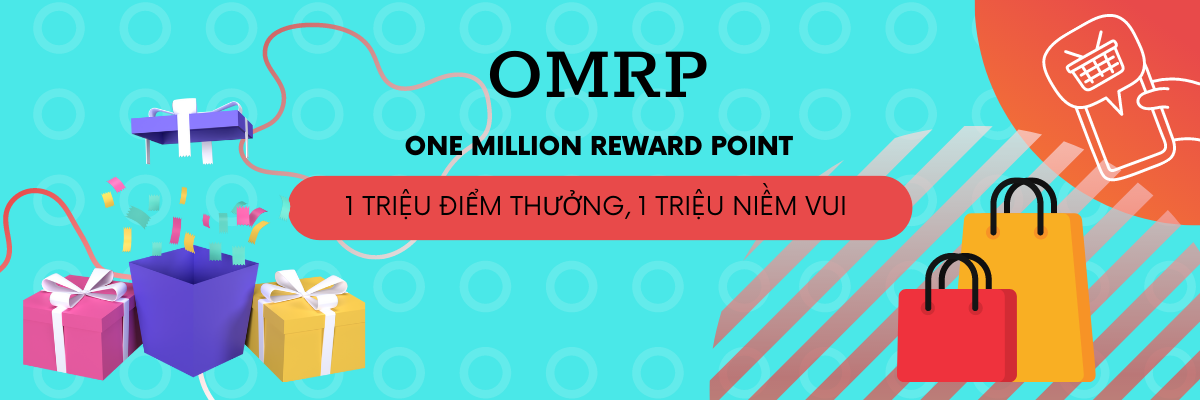 OMRP
ONE MILLION REWARD POINT
1 TRIỆU ĐIỂM THƯỞNG, 1 TRIỆU NIỀM VUI